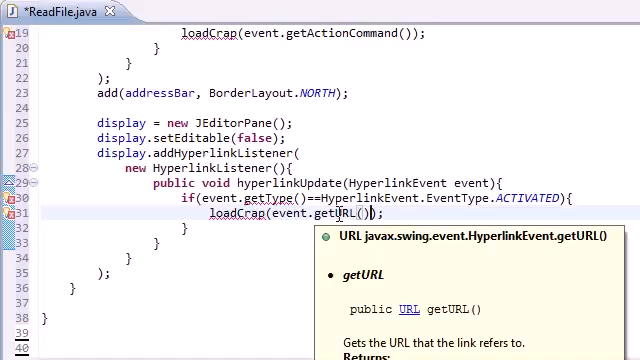 *ReadFile.java
19 loadCrap(event.getActionCommand());
20 }
21 }
22 );
23 add(addressBar, BorderLayout.NORTH);
24
25 display = new JEditorPane();
26 display.setEditable(false);
27 display.addHyperlinkListener(
28 new HyperlinkListener(){
29 public void hyperlinkUpdate(HyperlinkEvent event){
30 if(event.getType()==HyperlinkEvent.EventType.ACTIVATED){
31 loadCrap(event.getURL());
32 }
33 }
34 }
35 );
36 }
37
38 }
39
40
URL javax.swing.event.HyperlinkEvent.getURL()
getURL
public URL getURL()
Gets the URL that the link refers to.
Returns: